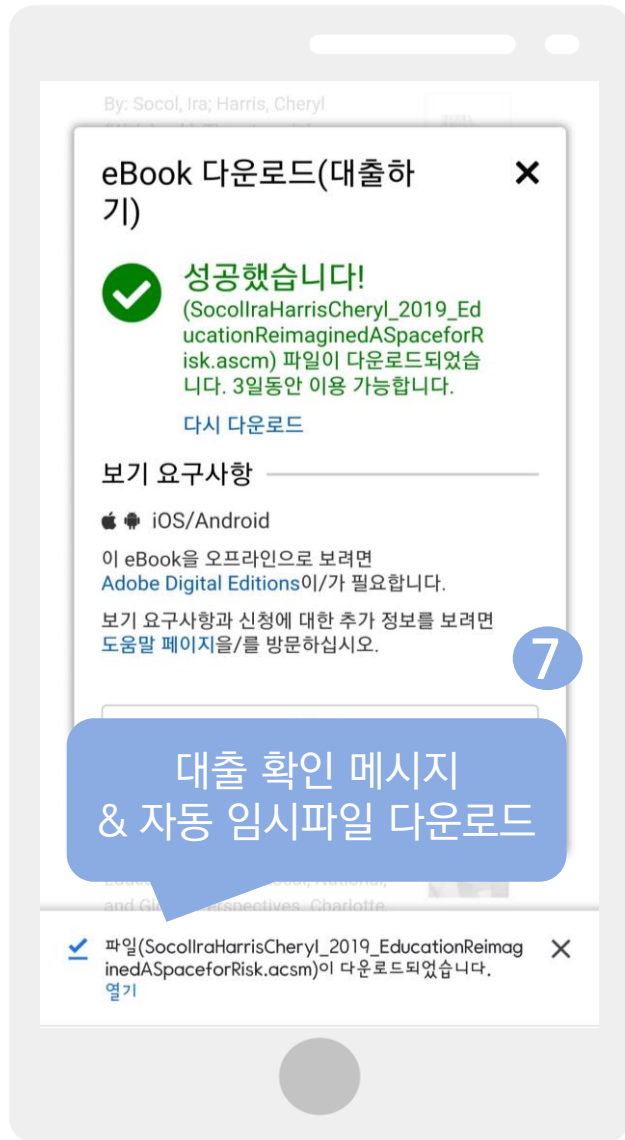 By: Socol, Ira; Harris, Cheryl
eBook 다운로드(대출하
기)
성공했습니다!
(SocolIraHarrisCheryl_2019_Ed
ucationReimaginedASpaceforR
isk.ascm) 파일이 다운로드되었습
니다. 3일동안 이용 가능합니다.
다시 다운로드
보기 요구사항
iOS/Android
이 eBook을 오프라인으로 보려면
Adobe Digital Editions이/가 필요합니다.
보기 요구사항과 신청에 대한 추가 정보를 보려면
도움말 페이지을/를 방문하십시오.
7
대출 확인 메시지
& 자동 임시파일 다운로드
and Gl Perspectives. Charlotte
파일(SocolIraHarrisCheryl_2019_EducationReimag
inedASpaceforRisk.acsm)이 다운로드되었습니다.
열기